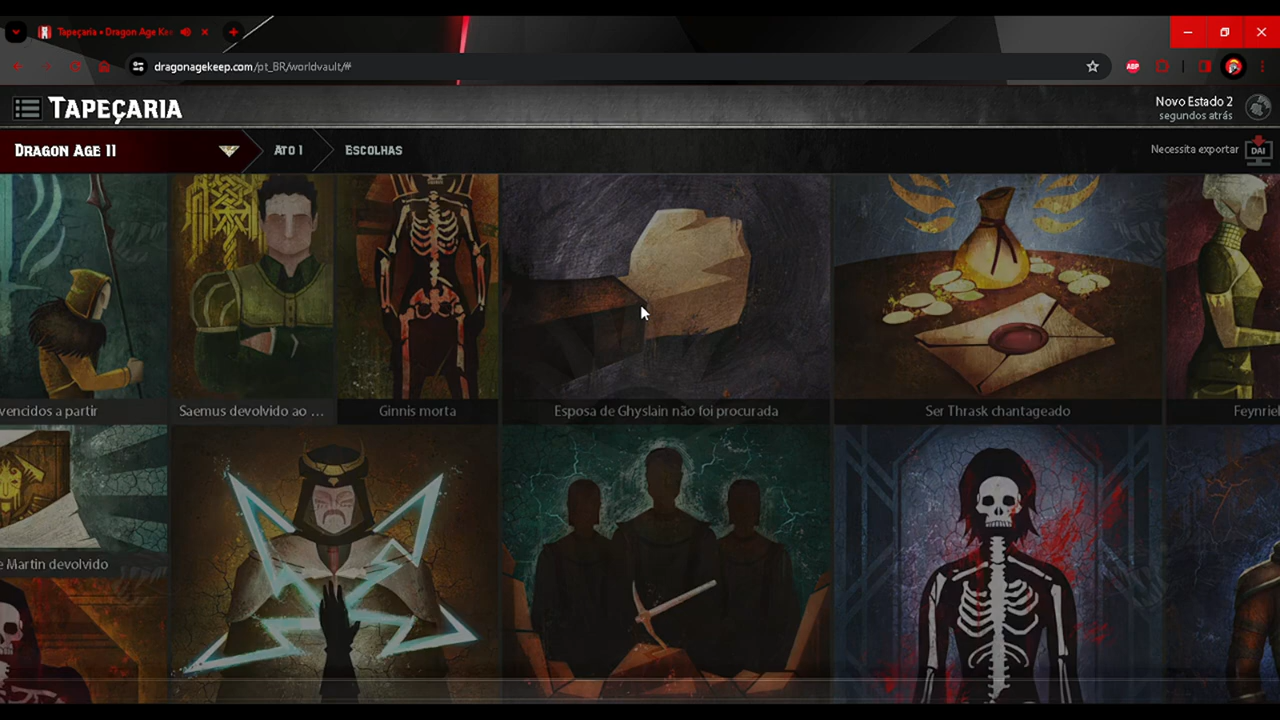 Tapeçaria • Dragon Age Kee
dragonagekeep.com/pt_BR/worldvault/#
ABP
Tapeçaria
Novo Estado 2
segundos atrás
Dragon Age II
Ato I
Escolhas
Necessita exportar
DAI
vencidos a partir
Saemus devolvido ao ...
Ginnis morta
Esposa de Ghyslain não foi procurada
Ser Thrask chantageado
Feynriel
e Martin devolvido